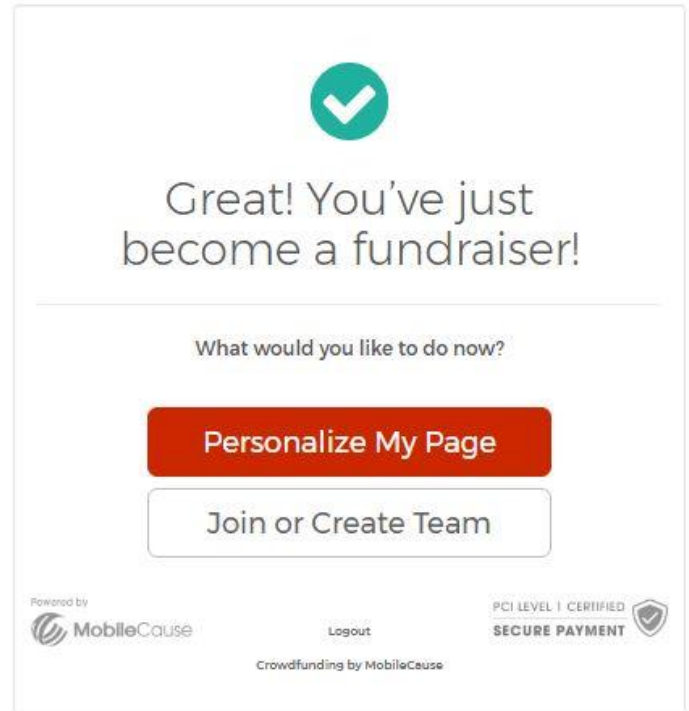 Great! You've just
become a fundraiser!
What would you like to do now?
Personalize My Page
Join or Create Team
Powered by
MobileCause
Logout
Crowdfunding by MobileCause
PCI LEVEL 1 CERTIFIED
SECURE PAYMENT